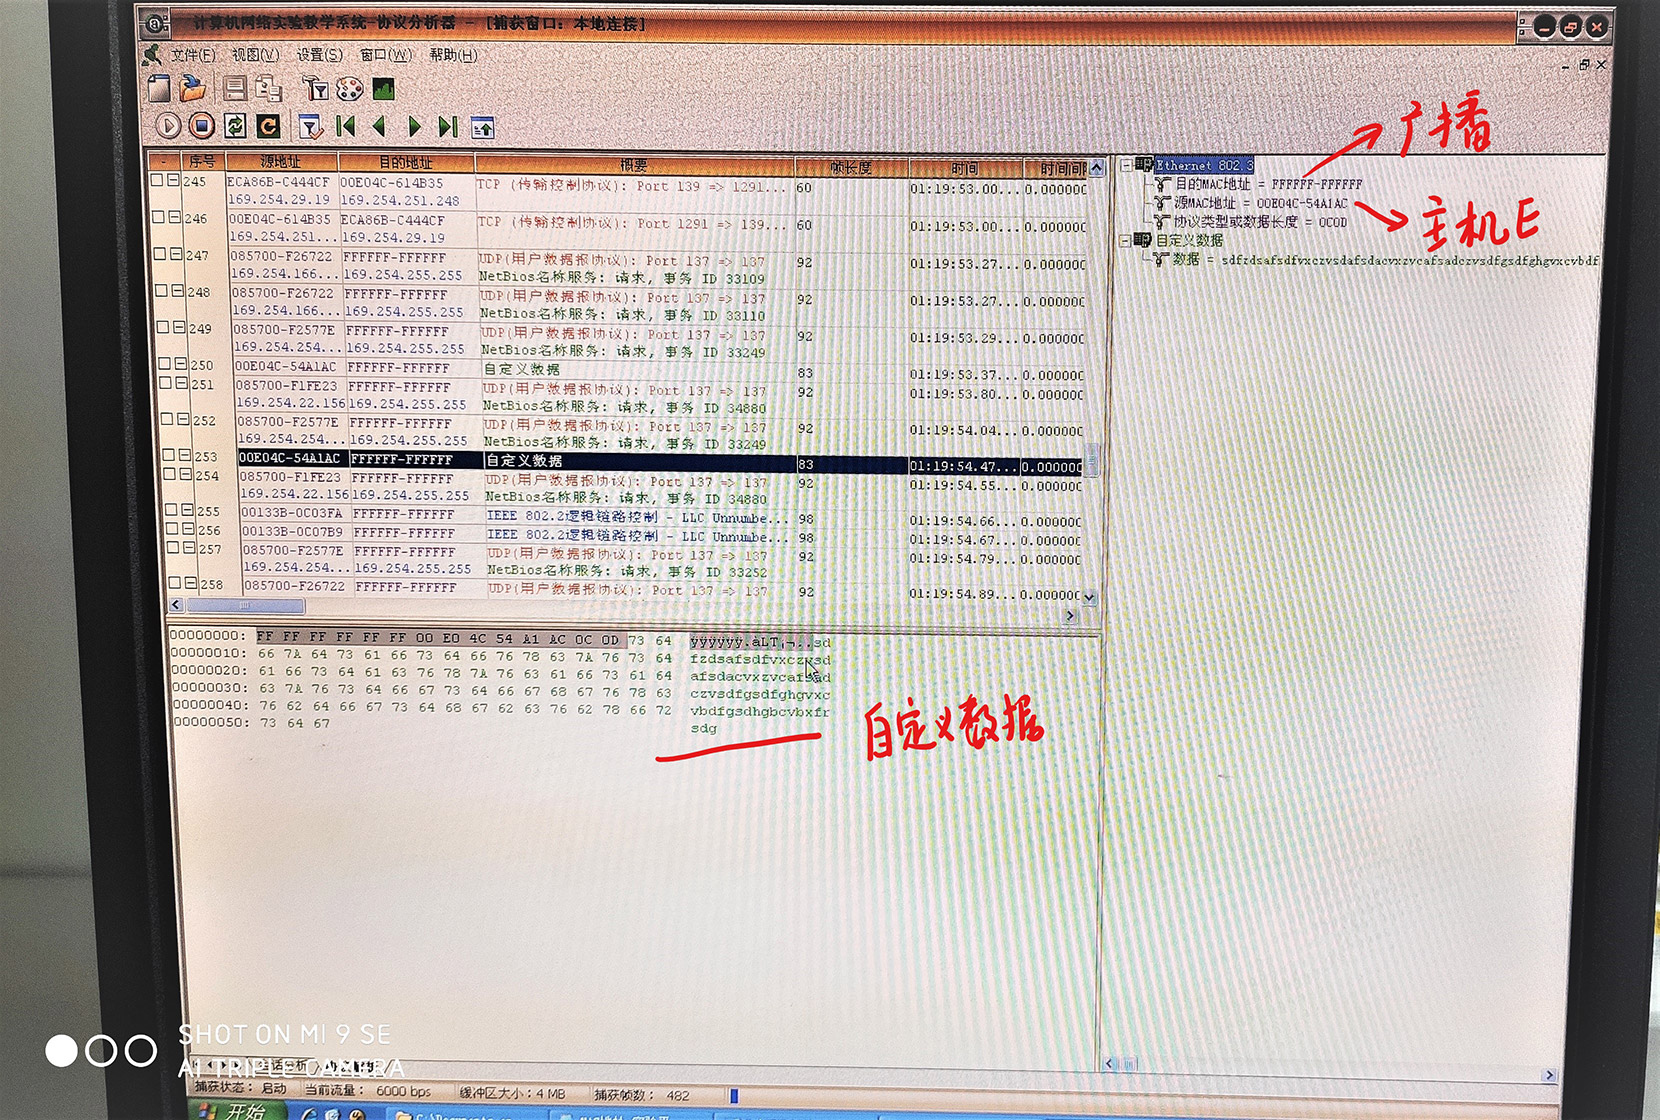 计算机网络实验教学系统-协议分析器 - [捕获窗口: 本地连接]
文件(F) 视图(V) 设置(S) 窗口(W) 帮助(H)
- 序号 源地址 目的地址 概要 帧长度 时间 时间间
245 ECA86B-C444CF 00E04C-614B35 TCP (传输控制协议): Port 139 => 1291... 60 01:19:53.00... 0.000000
169.254.29.19 169.254.251.248
246 00E04C-614B35 ECA86B-C444CF TCP (传输控制协议): Port 1291 => 139... 60 01:19:53.00... 0.000000
169.254.251... 169.254.29.19
247 085700-F26722 FFFFFF-FFFFFF UDP(用户数据报协议): Port 137 => 137 92 01:19:53.27... 0.000000
169.254.166... 169.254.255.255 NetBios名称服务: 请求, 事务 ID 33109
248 085700-F26722 FFFFFF-FFFFFF UDP(用户数据报协议): Port 137 => 137 92 01:19:53.27... 0.000000
169.254.166... 169.254.255.255 NetBios名称服务: 请求, 事务 ID 33110
249 085700-F2577E FFFFFF-FFFFFF UDP(用户数据报协议): Port 137 => 137 92 01:19:53.29... 0.000000
169.254.254... 169.254.255.255 NetBios名称服务: 请求, 事务 ID 33249
250 00E04C-54A1AC FFFFFF-FFFFFF 自定义数据 83 01:19:53.37... 0.000000
251 085700-F1FE23 FFFFFF-FFFFFF UDP(用户数据报协议): Port 137 => 137 92 01:19:53.80... 0.000000
169.254.22.156 169.254.255.255 NetBios名称服务: 请求, 事务 ID 34880
252 085700-F2577E FFFFFF-FFFFFF UDP(用户数据报协议): Port 137 => 137 92 01:19:54.04... 0.000000
169.254.254... 169.254.255.255 NetBios名称服务: 请求, 事务 ID 33249
253 00E04C-54A1AC FFFFFF-FFFFFF 自定义数据 83 01:19:54.47... 0.000000
254 085700-F1FE23 FFFFFF-FFFFFF UDP(用户数据报协议): Port 137 => 137 92 01:19:54.55... 0.000000
169.254.22.156 169.254.255.255 NetBios名称服务: 请求, 事务 ID 34880
255 00133B-0C03FA FFFFFF-FFFFFF IEEE 802.2逻辑链路控制 - LLC Unnumbe... 98 01:19:54.66... 0.000000
256 00133B-0C07B9 FFFFFF-FFFFFF IEEE 802.2逻辑链路控制 - LLC Unnumbe... 98 01:19:54.67... 0.000000
257 085700-F2577E FFFFFF-FFFFFF UDP(用户数据报协议): Port 137 => 137 92 01:19:54.79... 0.000000
169.254.254... 169.254.255.255 NetBios名称服务: 请求, 事务 ID 33252
258 085700-F26722 FFFFFF-FFFFFF UDP(用户数据报协议): Port 137 => 137 92 01:19:54.89... 0.000000
Ethernet 802.3
目的MAC地址 = FFFFFF-FFFFFF
广播
源MAC地址 = 00E04C-54A1AC
主机E
协议类型或数据长度 = 0C0D
自定义数据
数据 = sdfzdsafsdfvxczvsdafsdacvxzvcafsadczvsdfgsdfghgvxcvbdf
00000000: FF FF FF FF FF FF 00 E0 4C 54 A1 AC 0C 0D 73 64 ÿÿÿÿÿÿ.àLT¡¬..sd
00000010: 66 7A 64 73 61 66 73 64 66 76 78 63 7A 76 73 64 fzdsafsdfvxczvsd
00000020: 61 66 73 64 61 63 76 78 7A 76 63 61 66 73 61 64 afsdacvxzvcafsad
00000030: 63 7A 76 73 64 66 67 73 64 66 67 68 67 76 78 63 czvsdfgsdfghgvxc
00000040: 76 62 64 66 67 73 64 68 67 62 63 76 62 78 66 72 vbdfgsdhgbcvbxfr
00000050: 73 64 67 sdg
自定义数据
SHOT ON MI 9 SE
AI TRIPLE CAMERA
捕获状态: 启动 当前流量: 6000 bps 缓冲区大小: 4 MB 捕获帧数: 482
开始